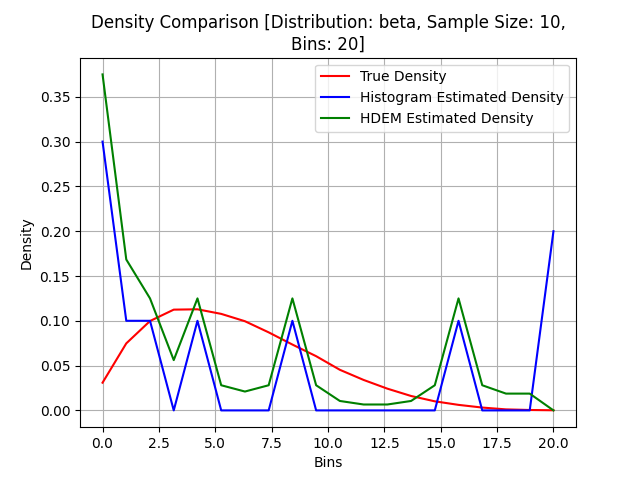 Density Comparison [Distribution: beta, Sample Size: 10,
Bins: 20]
True Density
Histogram Estimated Density
HDEM Estimated Density
Density
0.35
0.30
0.25
0.20
0.15
0.10
0.05
0.00
0.0 2.5 5.0 7.5 10.0 12.5 15.0 17.5 20.0
Bins